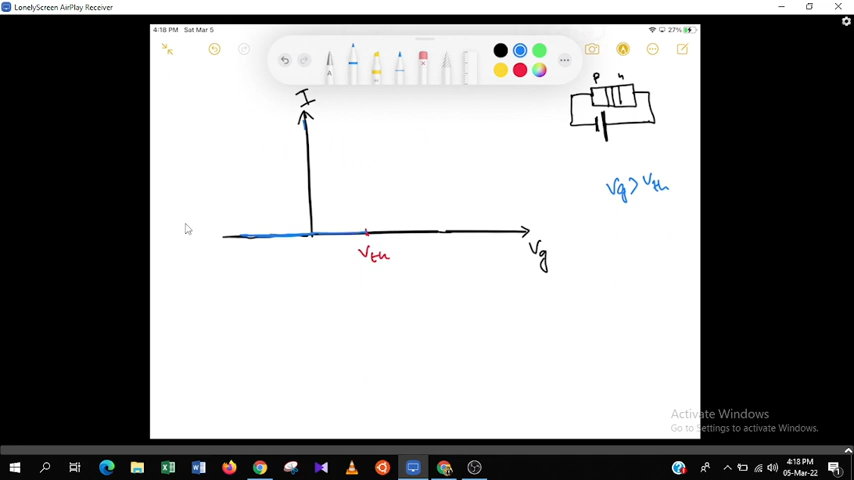 LonelyScreen AirPlay Receiver
4:18 PM Sat Mar 5
27%
A
I
P n
Vg > Vth
Vth
Vg
Activate Windows
Go to Settings to activate Windows.
4:18 PM
05-Mar-22